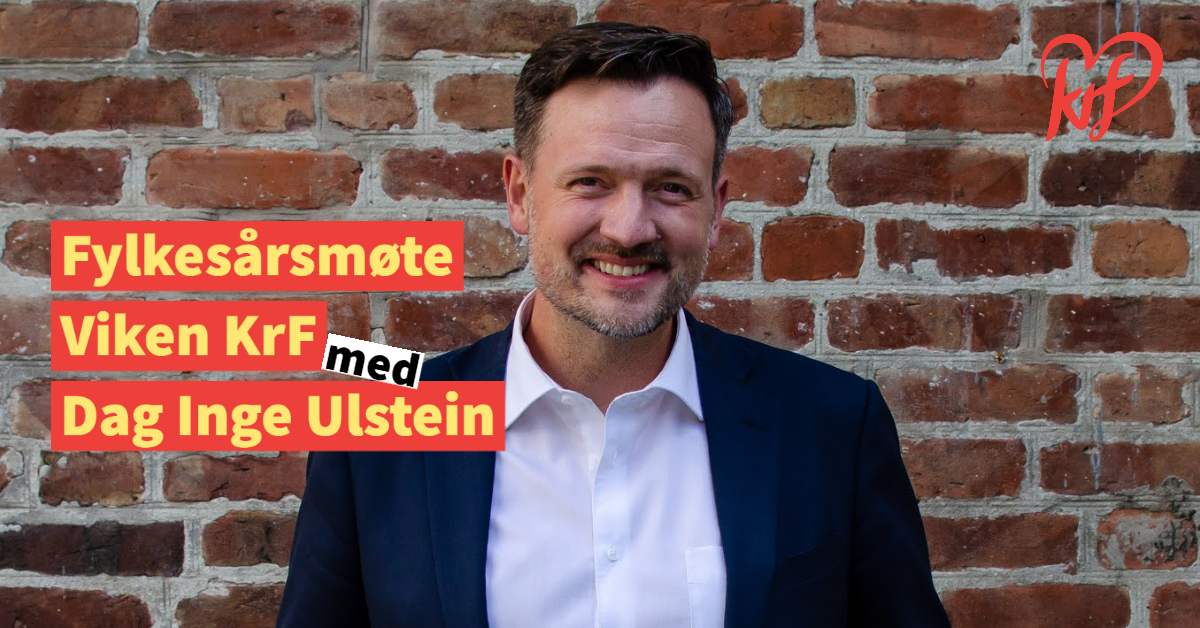 Fylkesårsmøte
Viken KrF
med
Dag Inge Ulstein
krf